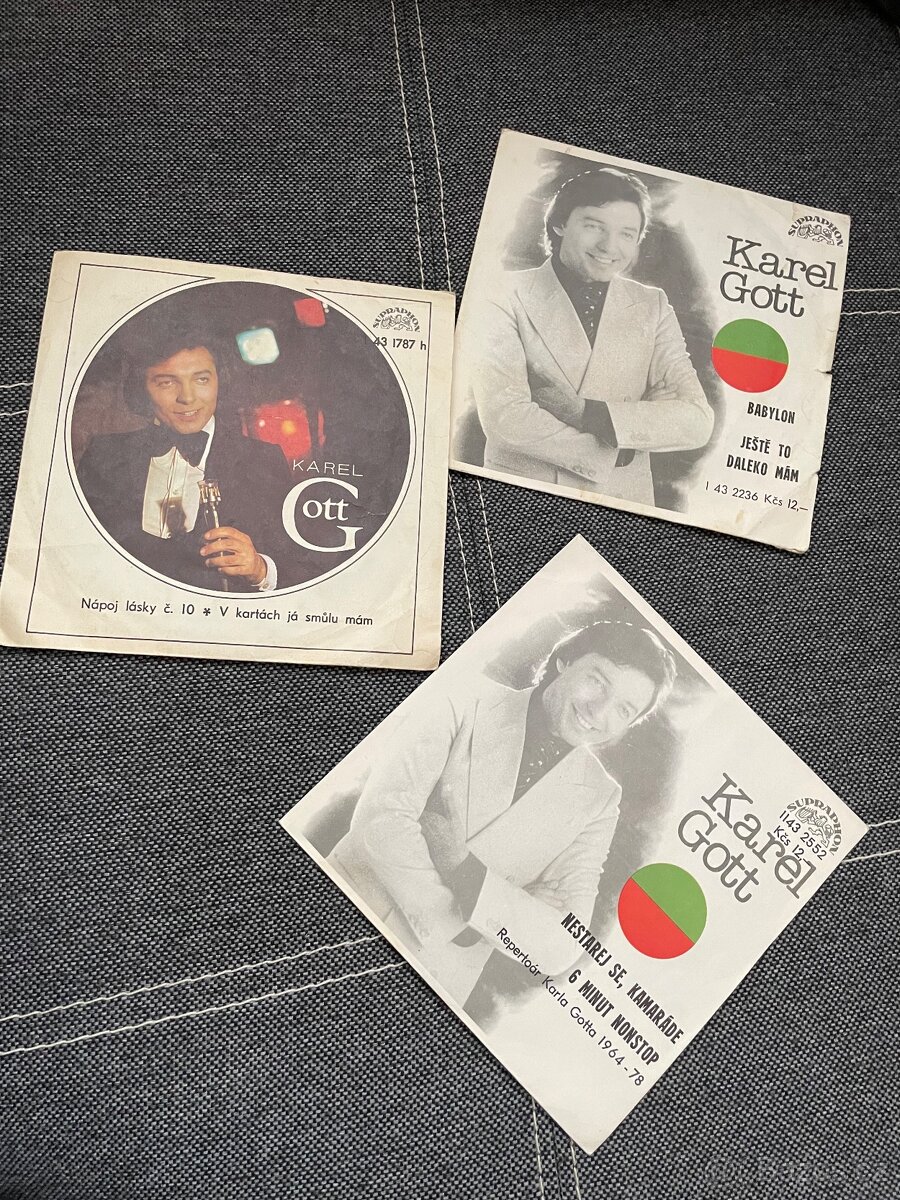 SUPRAPHON
43 1787 h
KAREL
Gott
Nápoj lásky č. 10 * V kartách já smůlu mám
SUPRAPHON
Karel
Gott
BABYLON
JEŠTĚ TO
DALEKO MÁM
1 43 2236 Kčs 12,–
SUPRAPHON
1143 2552
Kčs 12,–
Karel
Gott
NESTAREJ SE, KAMARÁDE
6 MINUT NONSTOP
Repertoár Karla Gotta 1964 - 78